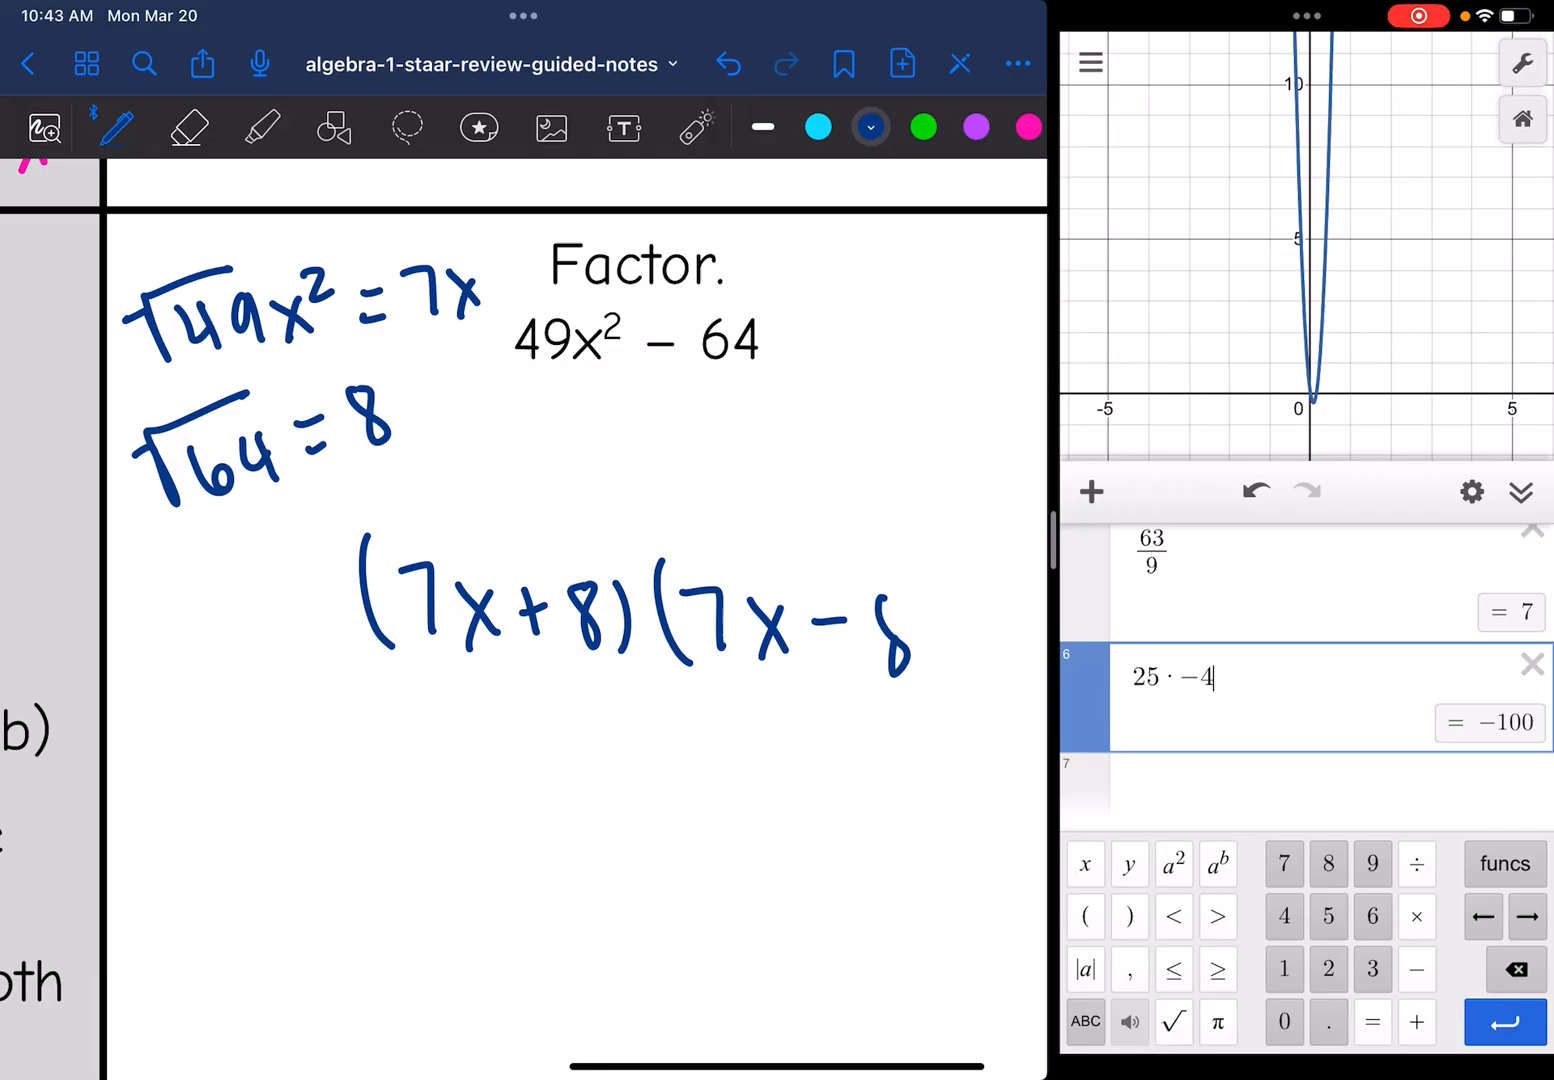 10:43 AM Mon Mar 20
algebra-1-staar-review-guided-notes
Factor.
49x² − 64
√49x² = 7x
√64 = 8
(7x+8)(7x−8
b)
oth
10
5
-5
0
5
63/9
= 7
6
25 · −4
= −100
7
x y a² aᵇ 7 8 9 ÷ funcs
( ) < > 4 5 6 × ← →
|a| , ≤ ≥ 1 2 3 −
ABC √ π 0 . = +